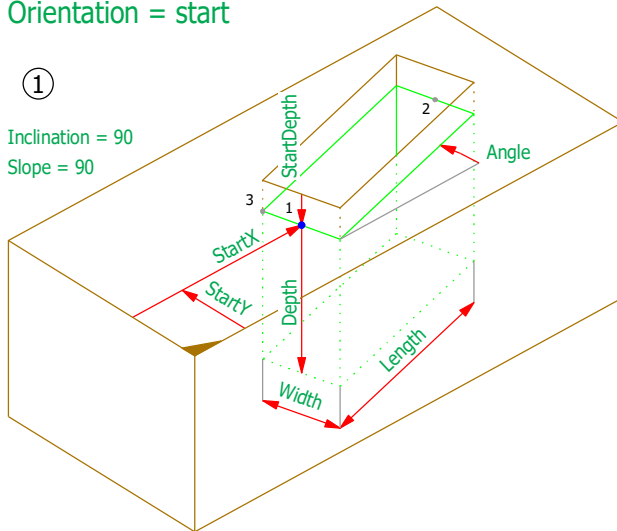 Orientation = start
①
Inclination = 90
Slope = 90
StartDepth
2
Angle
3
1
StartX
StartY
Depth
Length
Width